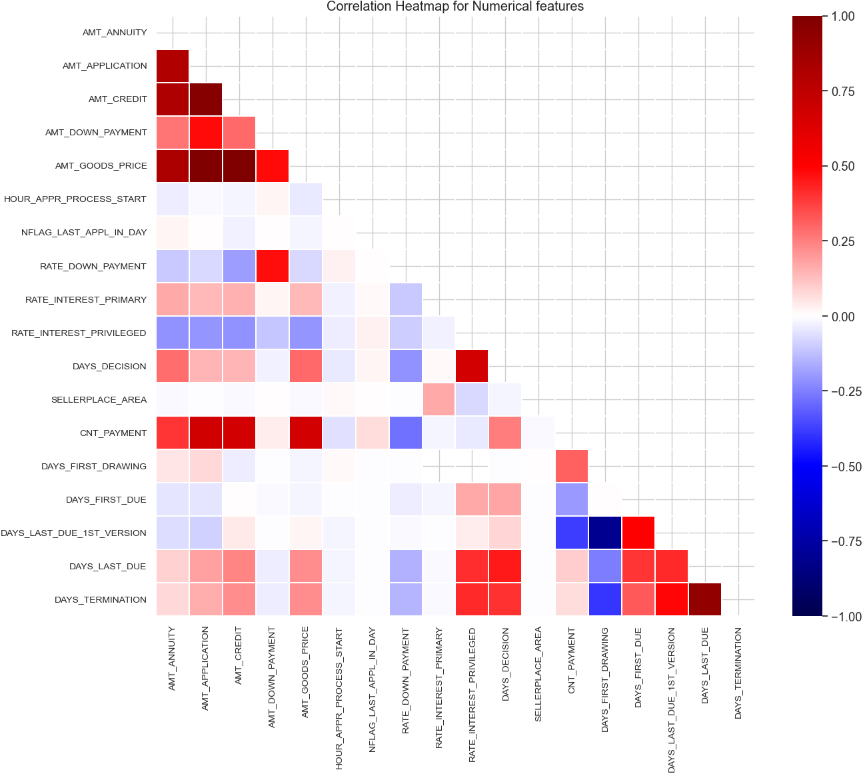 Correlation Heatmap for Numerical features
AMT_ANNUITY
AMT_APPLICATION
AMT_CREDIT
AMT_DOWN_PAYMENT
AMT_GOODS_PRICE
HOUR_APPR_PROCESS_START
NFLAG_LAST_APPL_IN_DAY
RATE_DOWN_PAYMENT
RATE_INTEREST_PRIMARY
RATE_INTEREST_PRIVILEGED
DAYS_DECISION
SELLERPLACE_AREA
CNT_PAYMENT
DAYS_FIRST_DRAWING
DAYS_FIRST_DUE
DAYS_LAST_DUE_1ST_VERSION
DAYS_LAST_DUE
DAYS_TERMINATION
AMT_ANNUITY
AMT_APPLICATION
AMT_CREDIT
AMT_DOWN_PAYMENT
AMT_GOODS_PRICE
HOUR_APPR_PROCESS_START
NFLAG_LAST_APPL_IN_DAY
RATE_DOWN_PAYMENT
RATE_INTEREST_PRIMARY
RATE_INTEREST_PRIVILEGED
DAYS_DECISION
SELLERPLACE_AREA
CNT_PAYMENT
DAYS_FIRST_DRAWING
DAYS_FIRST_DUE
DAYS_LAST_DUE_1ST_VERSION
DAYS_LAST_DUE
DAYS_TERMINATION
1.00
0.75
0.50
0.25
0.00
−0.25
−0.50
−0.75
−1.00